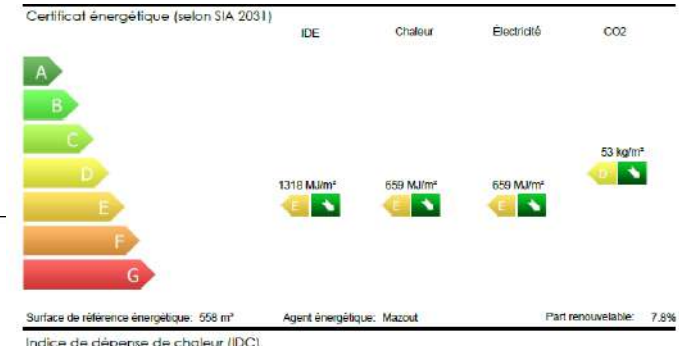 Certificat énergétique (selon SIA 2031)
IDE Chaleur Électricité CO2
A
B
C
53 kg/m²
D D
1318 MJ/m² 659 MJ/m² 659 MJ/m²
E E E E
F
G
Surface de référence énergétique: 558 m² Agent énergétique: Mazout Part renouvelable: 7.8%
Indice de dépense de chaleur (IDC)